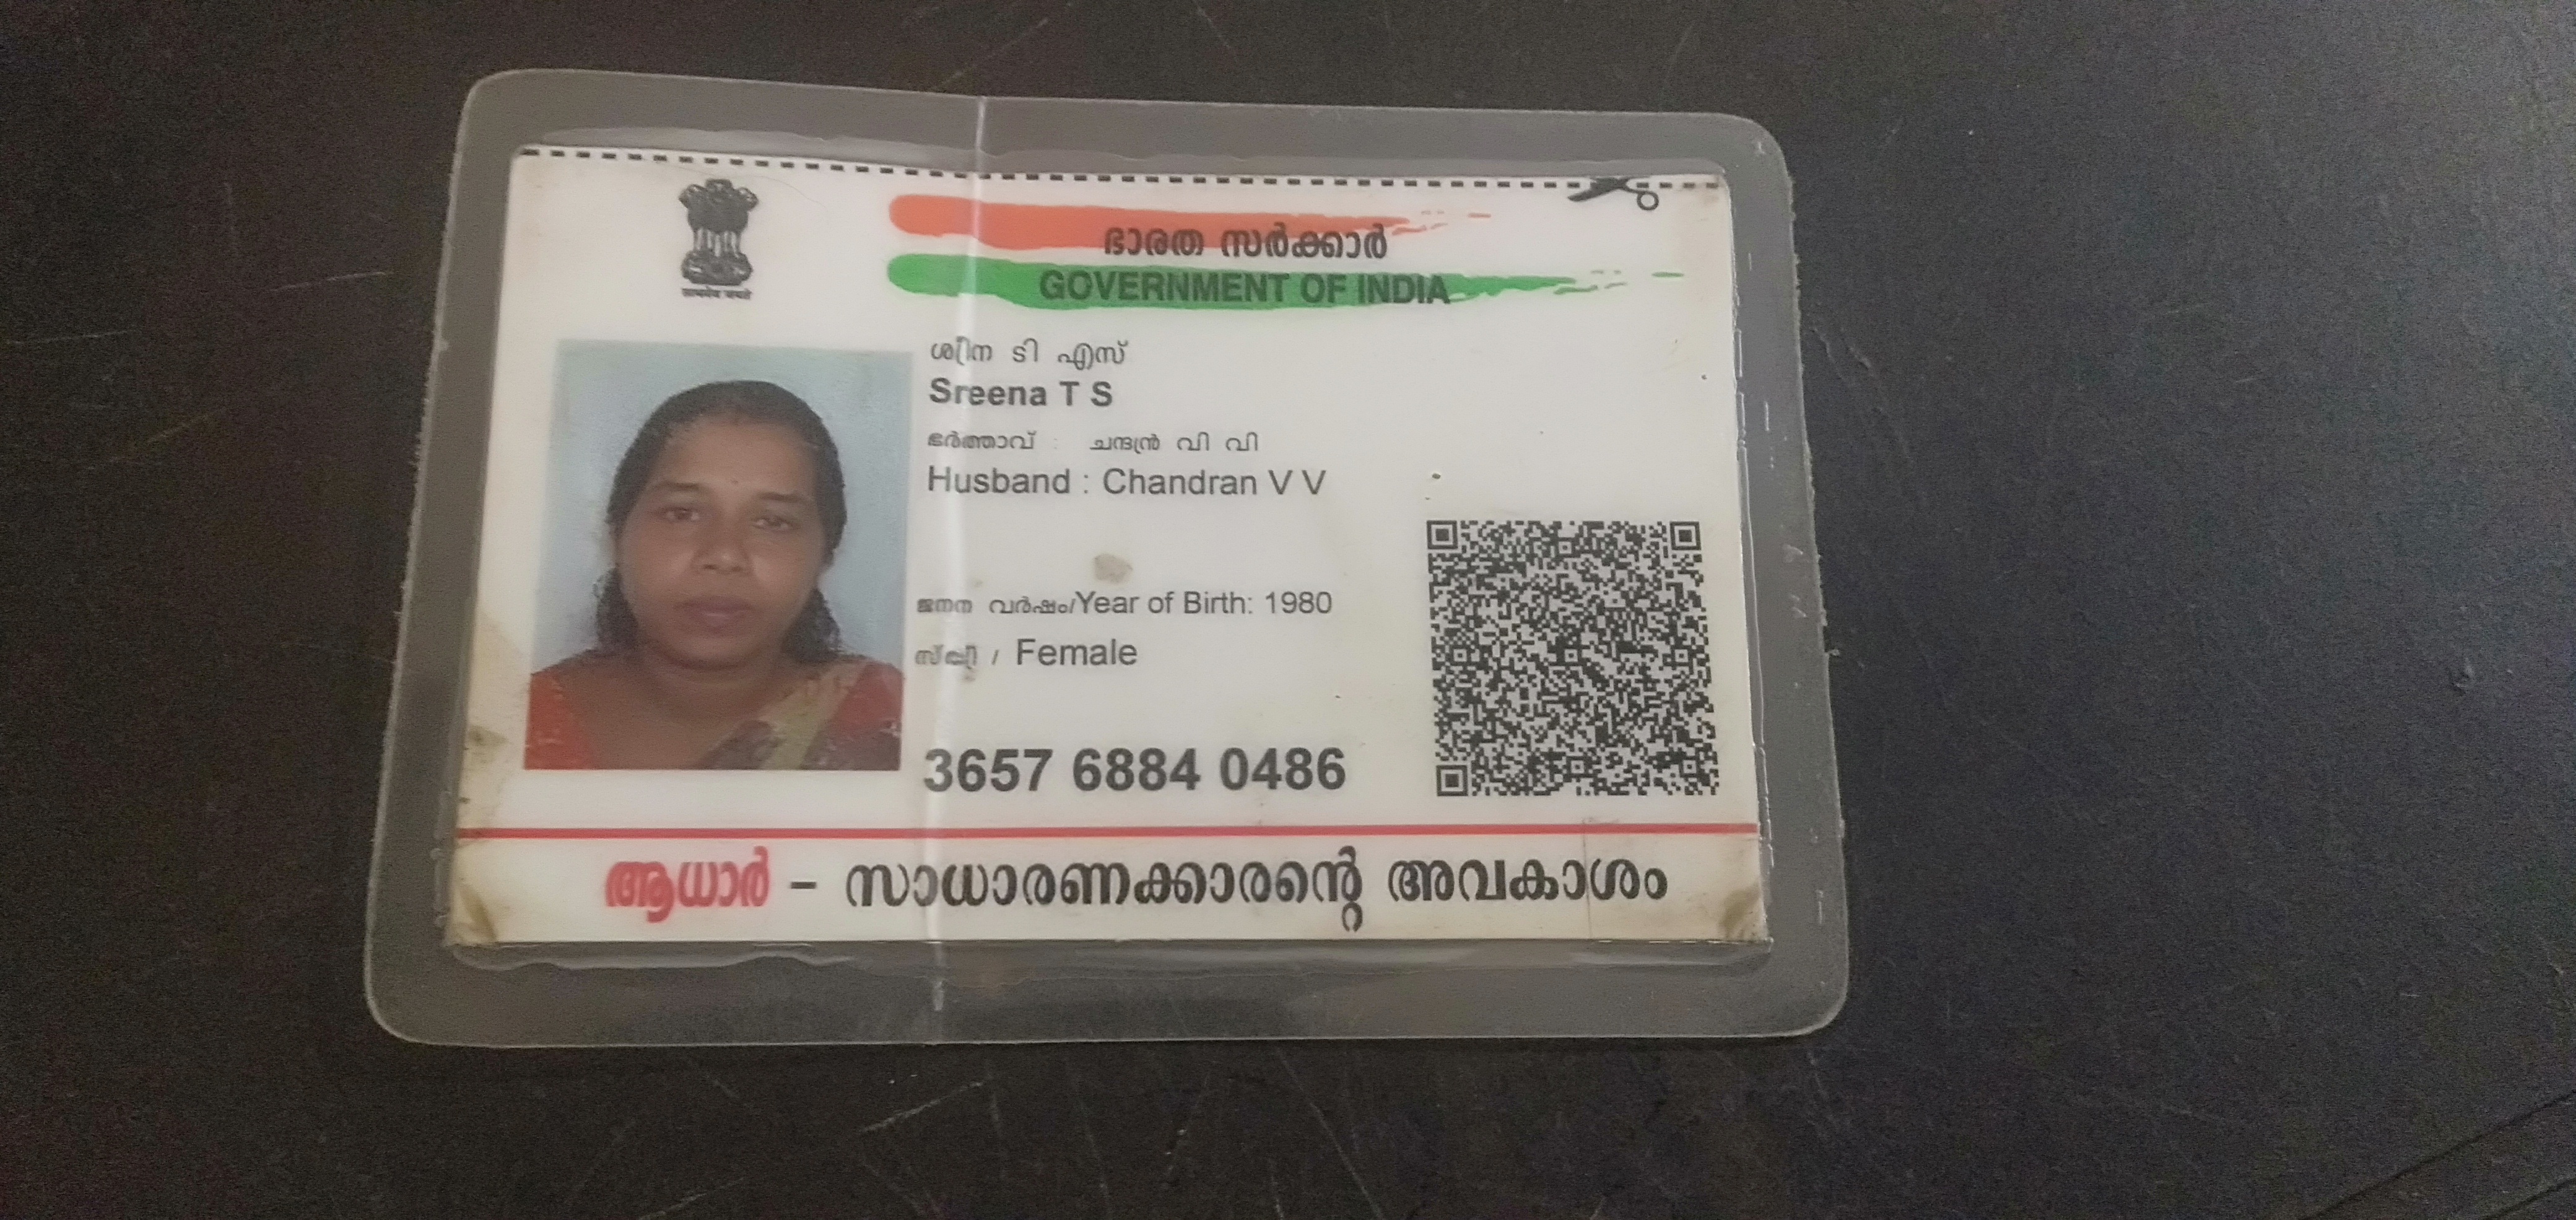 सत्यमेव जयते
ഭാരത സർക്കാർ
GOVERNMENT OF INDIA
ശ്രീന ടി എസ്
Sreena T S
ഭർത്താവ് : ചന്ദ്രൻ വി വി
Husband : Chandran V V
ജനന വർഷം/Year of Birth: 1980
സ്ത്രീ / Female
3657 6884 0486
ആധാർ – സാധാരണക്കാരന്റെ അവകാശം